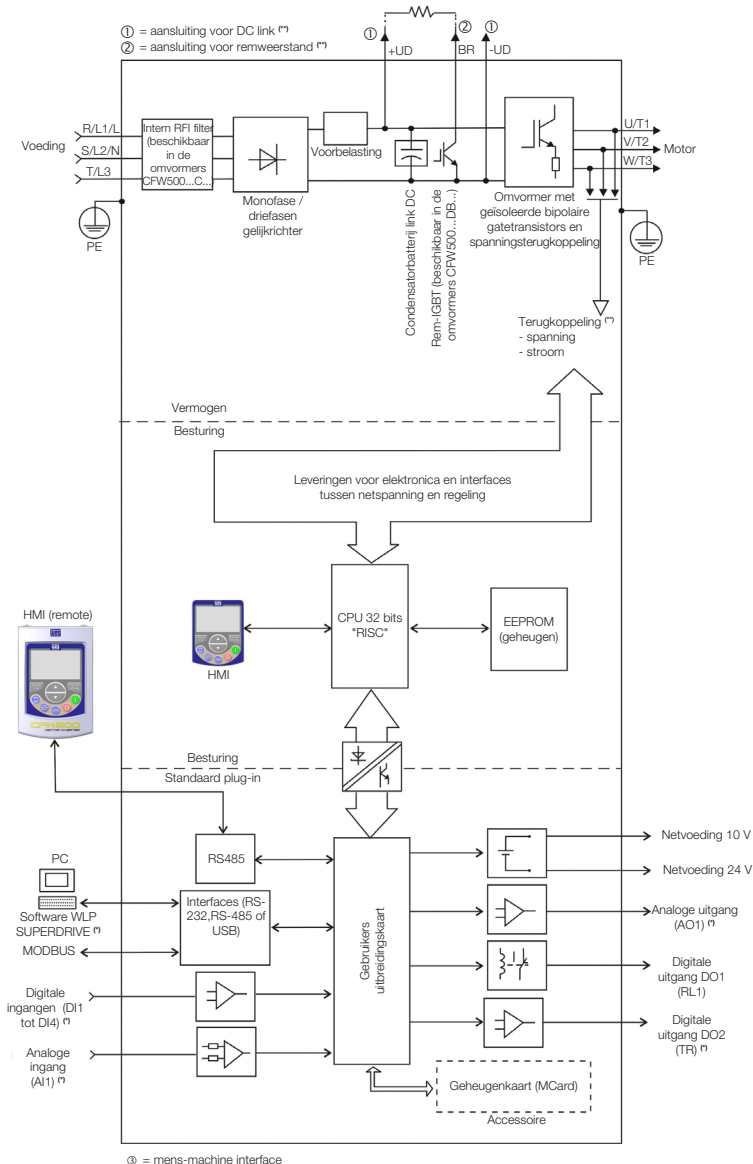 ① = aansluiting voor DC link (**)
② = aansluiting voor remweerstand (**)
① +UD
② BR
① -UD
Voeding
R/L1/L
S/L2/N
T/L3
PE
Intern RFI filter
(beschikbaar
in de
omvormers
CFW500...C...)
Monofase /
driefasen
gelijkrichter
Voorbelasting
Condensatorbatterij link DC
Rem-IGBT (beschikbaar in de
omvormers CFW500...DB...)
Omvormer met
geïsoleerde bipolaire
gatetransistors en
spanningsterugkoppeling
U/T1
V/T2
W/T3
Motor
PE
Terugkoppeling (**)
- spanning
- stroom
Vermogen
Besturing
Leveringen voor elektronica en interfaces
tussen netspanning en regeling
HMI (remote)
CFW500
VECTOR INVERTER
HMI
CPU 32 bits
"RISC"
EEPROM
(geheugen)
Besturing
Standaard plug-in
PC
Software WLP
SUPERDRIVE (*)
MODBUS
RS485
Interfaces (RS-
232,RS-485 of
USB)
Digitale
ingangen (DI1
tot DI4) (*)
Analoge
ingang
(AI1) (*)
Gebruikers
uitbreidingskaart
Netvoeding 10 V
Netvoeding 24 V
Analoge uitgang
(AO1) (*)
Digitale
uitgang DO1
(RL1)
Digitale
uitgang DO2
(TR) (*)
Geheugenkaart (MCard)
Accessoire
③ = mens-machine interface